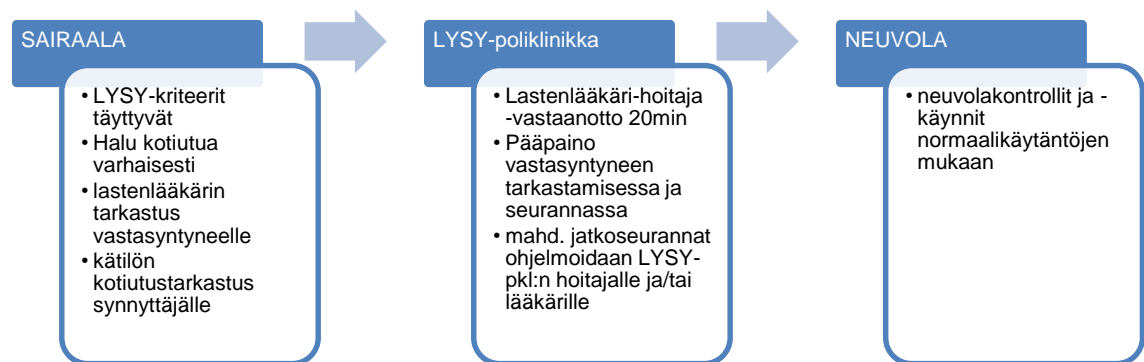 SAIRAALA
• LYSY-kriteerit
täyttyvät
• Halu kotiutua
varhaisesti
• lastenlääkärin
tarkastus
vastasyntyneelle
• kätilön
kotiutustarkastus
synnyttäjälle
LYSY-poliklinikka
• Lastenlääkäri-hoitaja
-vastaanotto 20min
• Pääpaino
vastasyntyneen
tarkastamisessa ja
seurannassa
• mahd. jatkoseurannat
ohjelmoidaan LYSY-
pkl:n hoitajalle ja/tai
lääkärille
NEUVOLA
• neuvolakontrollit ja -
käynnit
normaalikäytäntöjen
mukaan